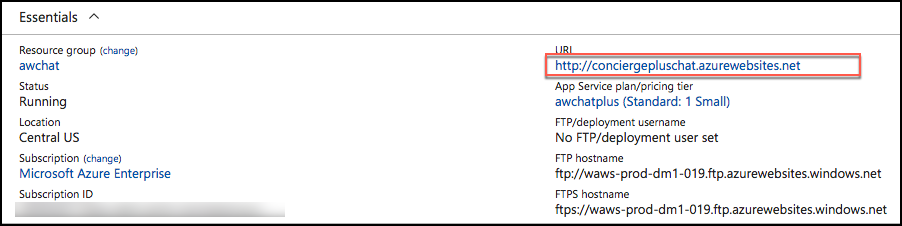 Essentials
Resource group (change)
awchat
Status
Running
Location
Central US
Subscription (change)
Microsoft Azure Enterprise
Subscription ID
URL
http://conciergepluschat.azurewebsites.net
App Service plan/pricing tier
awchatplus (Standard: 1 Small)
FTP/deployment username
No FTP/deployment user set
FTP hostname
ftp://waws-prod-dm1-019.ftp.azurewebsites.windows.net
FTPS hostname
ftps://waws-prod-dm1-019.ftp.azurewebsites.windows.net